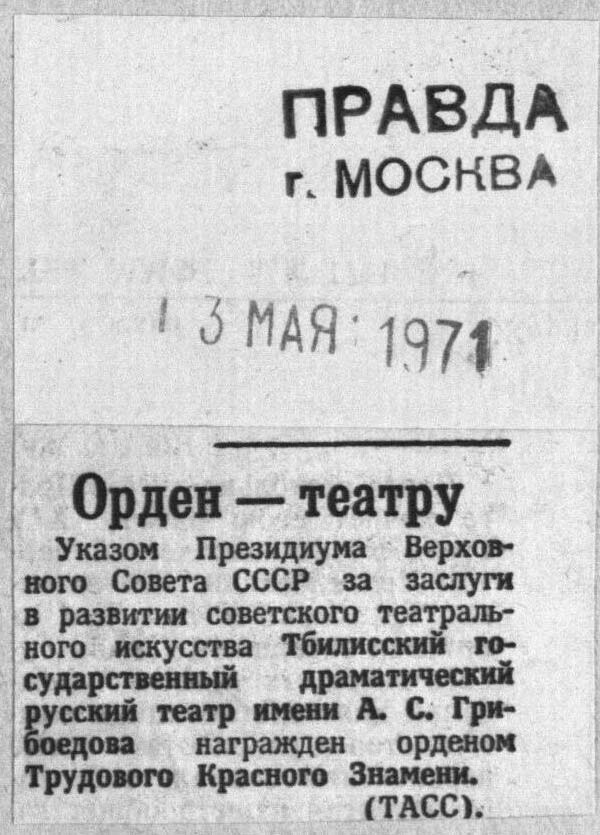 ПРАВДА
г. МОСКВА
13 МАЯ 1971
Орден — театру
Указом Президиума Верхов-
ного Совета СССР за заслуги
в развитии советского театраль-
ного искусства Тбилисский го-
сударственный драматический
русский театр имени А. С. Гри-
боедова награжден орденом
Трудового Красного Знамени.
(ТАСС).